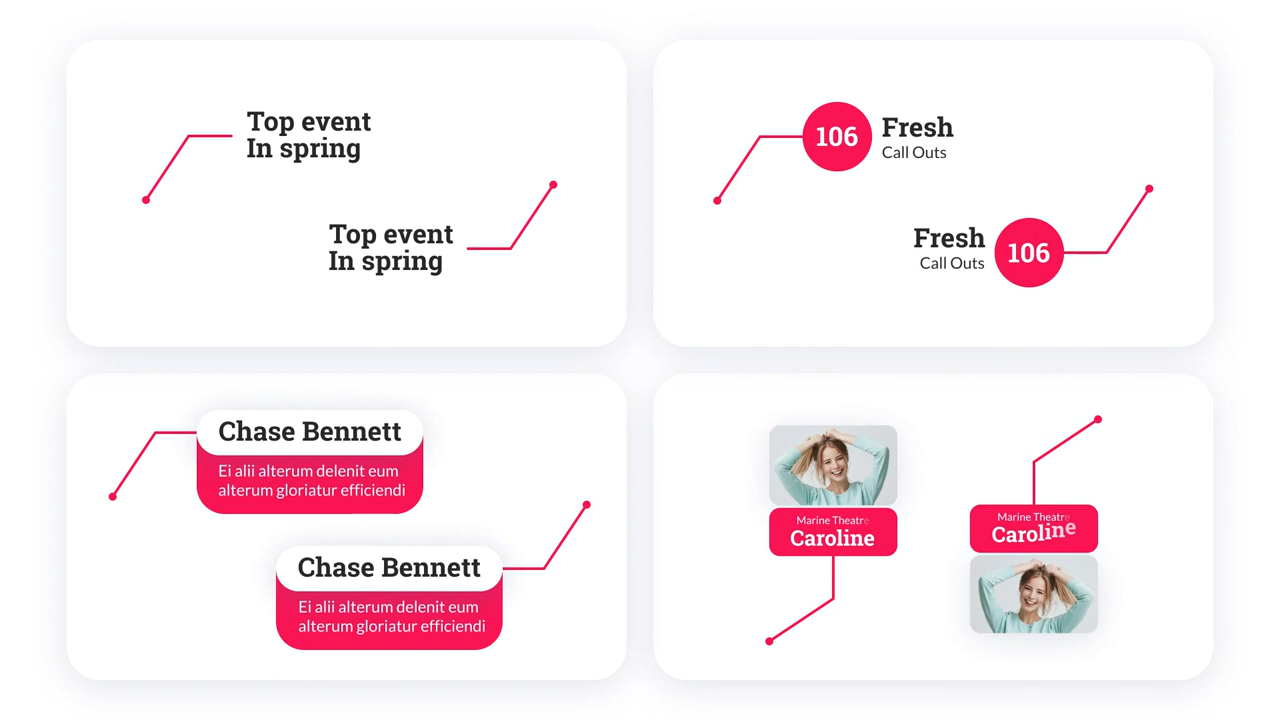 Top event
In spring
Top event
In spring
106
Fresh
Call Outs
Fresh
Call Outs
106
Chase Bennett
Ei alii alterum delenit eum
alterum gloriatur efficiendi
Chase Bennett
Ei alii alterum delenit eum
alterum gloriatur efficiendi
Marine Theatre
Caroline
Marine Theatre
Caroline